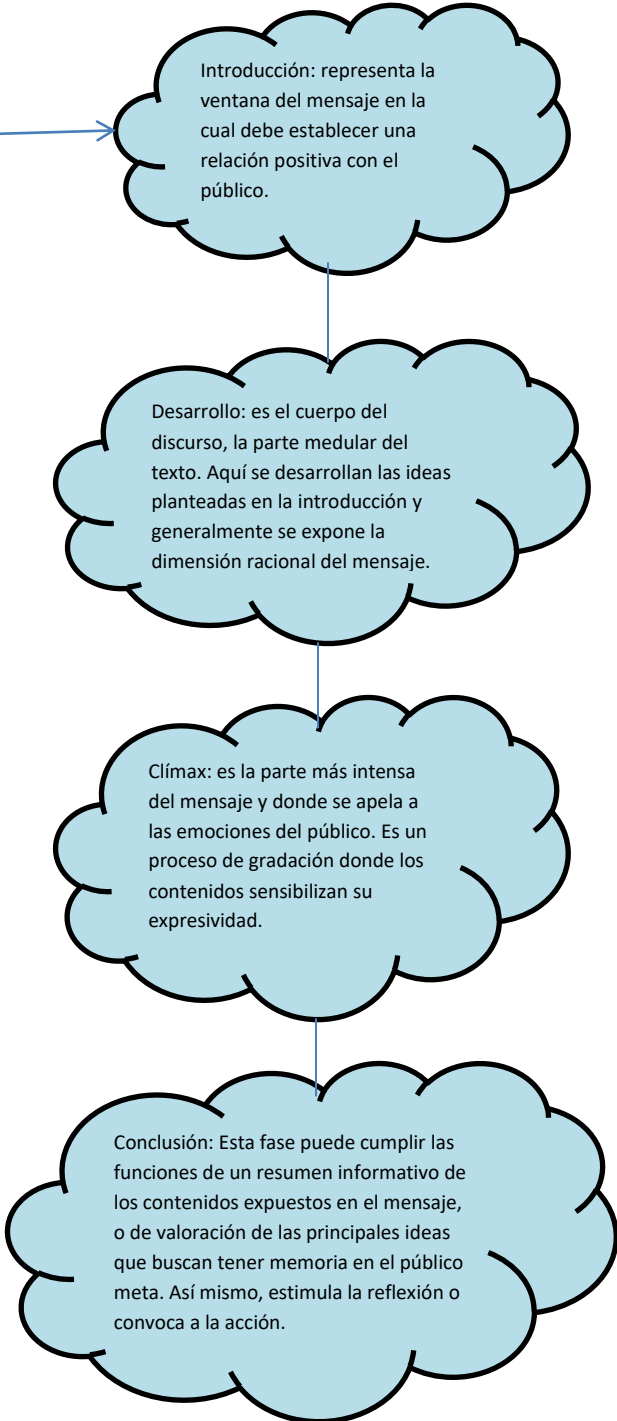 Introducción: representa la
ventana del mensaje en la
cual debe establecer una
relación positiva con el
público.
Desarrollo: es el cuerpo del
discurso, la parte medular del
texto. Aquí se desarrollan las ideas
planteadas en la introducción y
generalmente se expone la
dimensión racional del mensaje.
Clímax: es la parte más intensa
del mensaje y donde se apela a
las emociones del público. Es un
proceso de gradación donde los
contenidos sensibilizan su
expresividad.
Conclusión: Esta fase puede cumplir las
funciones de un resumen informativo de
los contenidos expuestos en el mensaje,
o de valoración de las principales ideas
que buscan tener memoria en el público
meta. Así mismo, estimula la reflexión o
convoca a la acción.